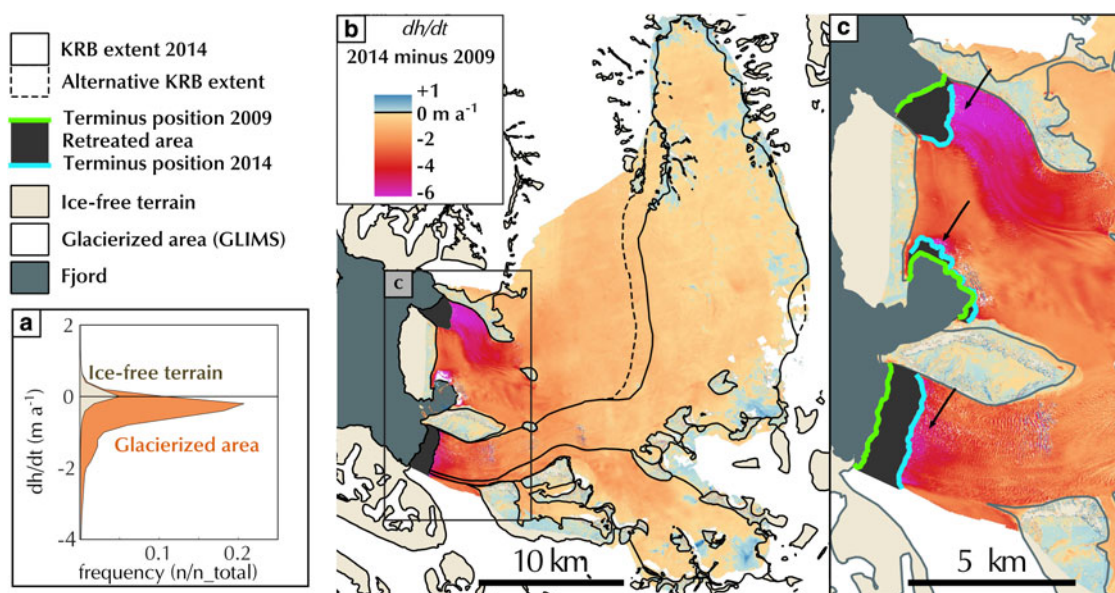 KRB extent 2014
Alternative KRB extent
Terminus position 2009
Retreated area
Terminus position 2014
Ice-free terrain
Glacierized area (GLIMS)
Fjord
a
2
0
-2
-4
dh/dt (m a⁻¹)
Ice-free terrain
Glacierized area
0.1
0.2
frequency (n/n_total)
b
dh/dt
2014 minus 2009
+1
0 m a⁻¹
-2
-4
-6
c
10 km
c
5 km